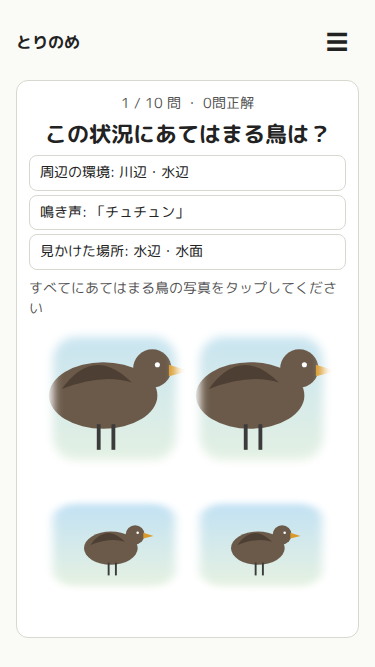 とりのめ
1 / 10 問 · 0問正解
この状況にあてはまる鳥は？
周辺の環境: 川辺・水辺
鳴き声: 「チュチュン」
見かけた場所: 水辺・水面
すべてにあてはまる鳥の写真をタップしてくださ
い